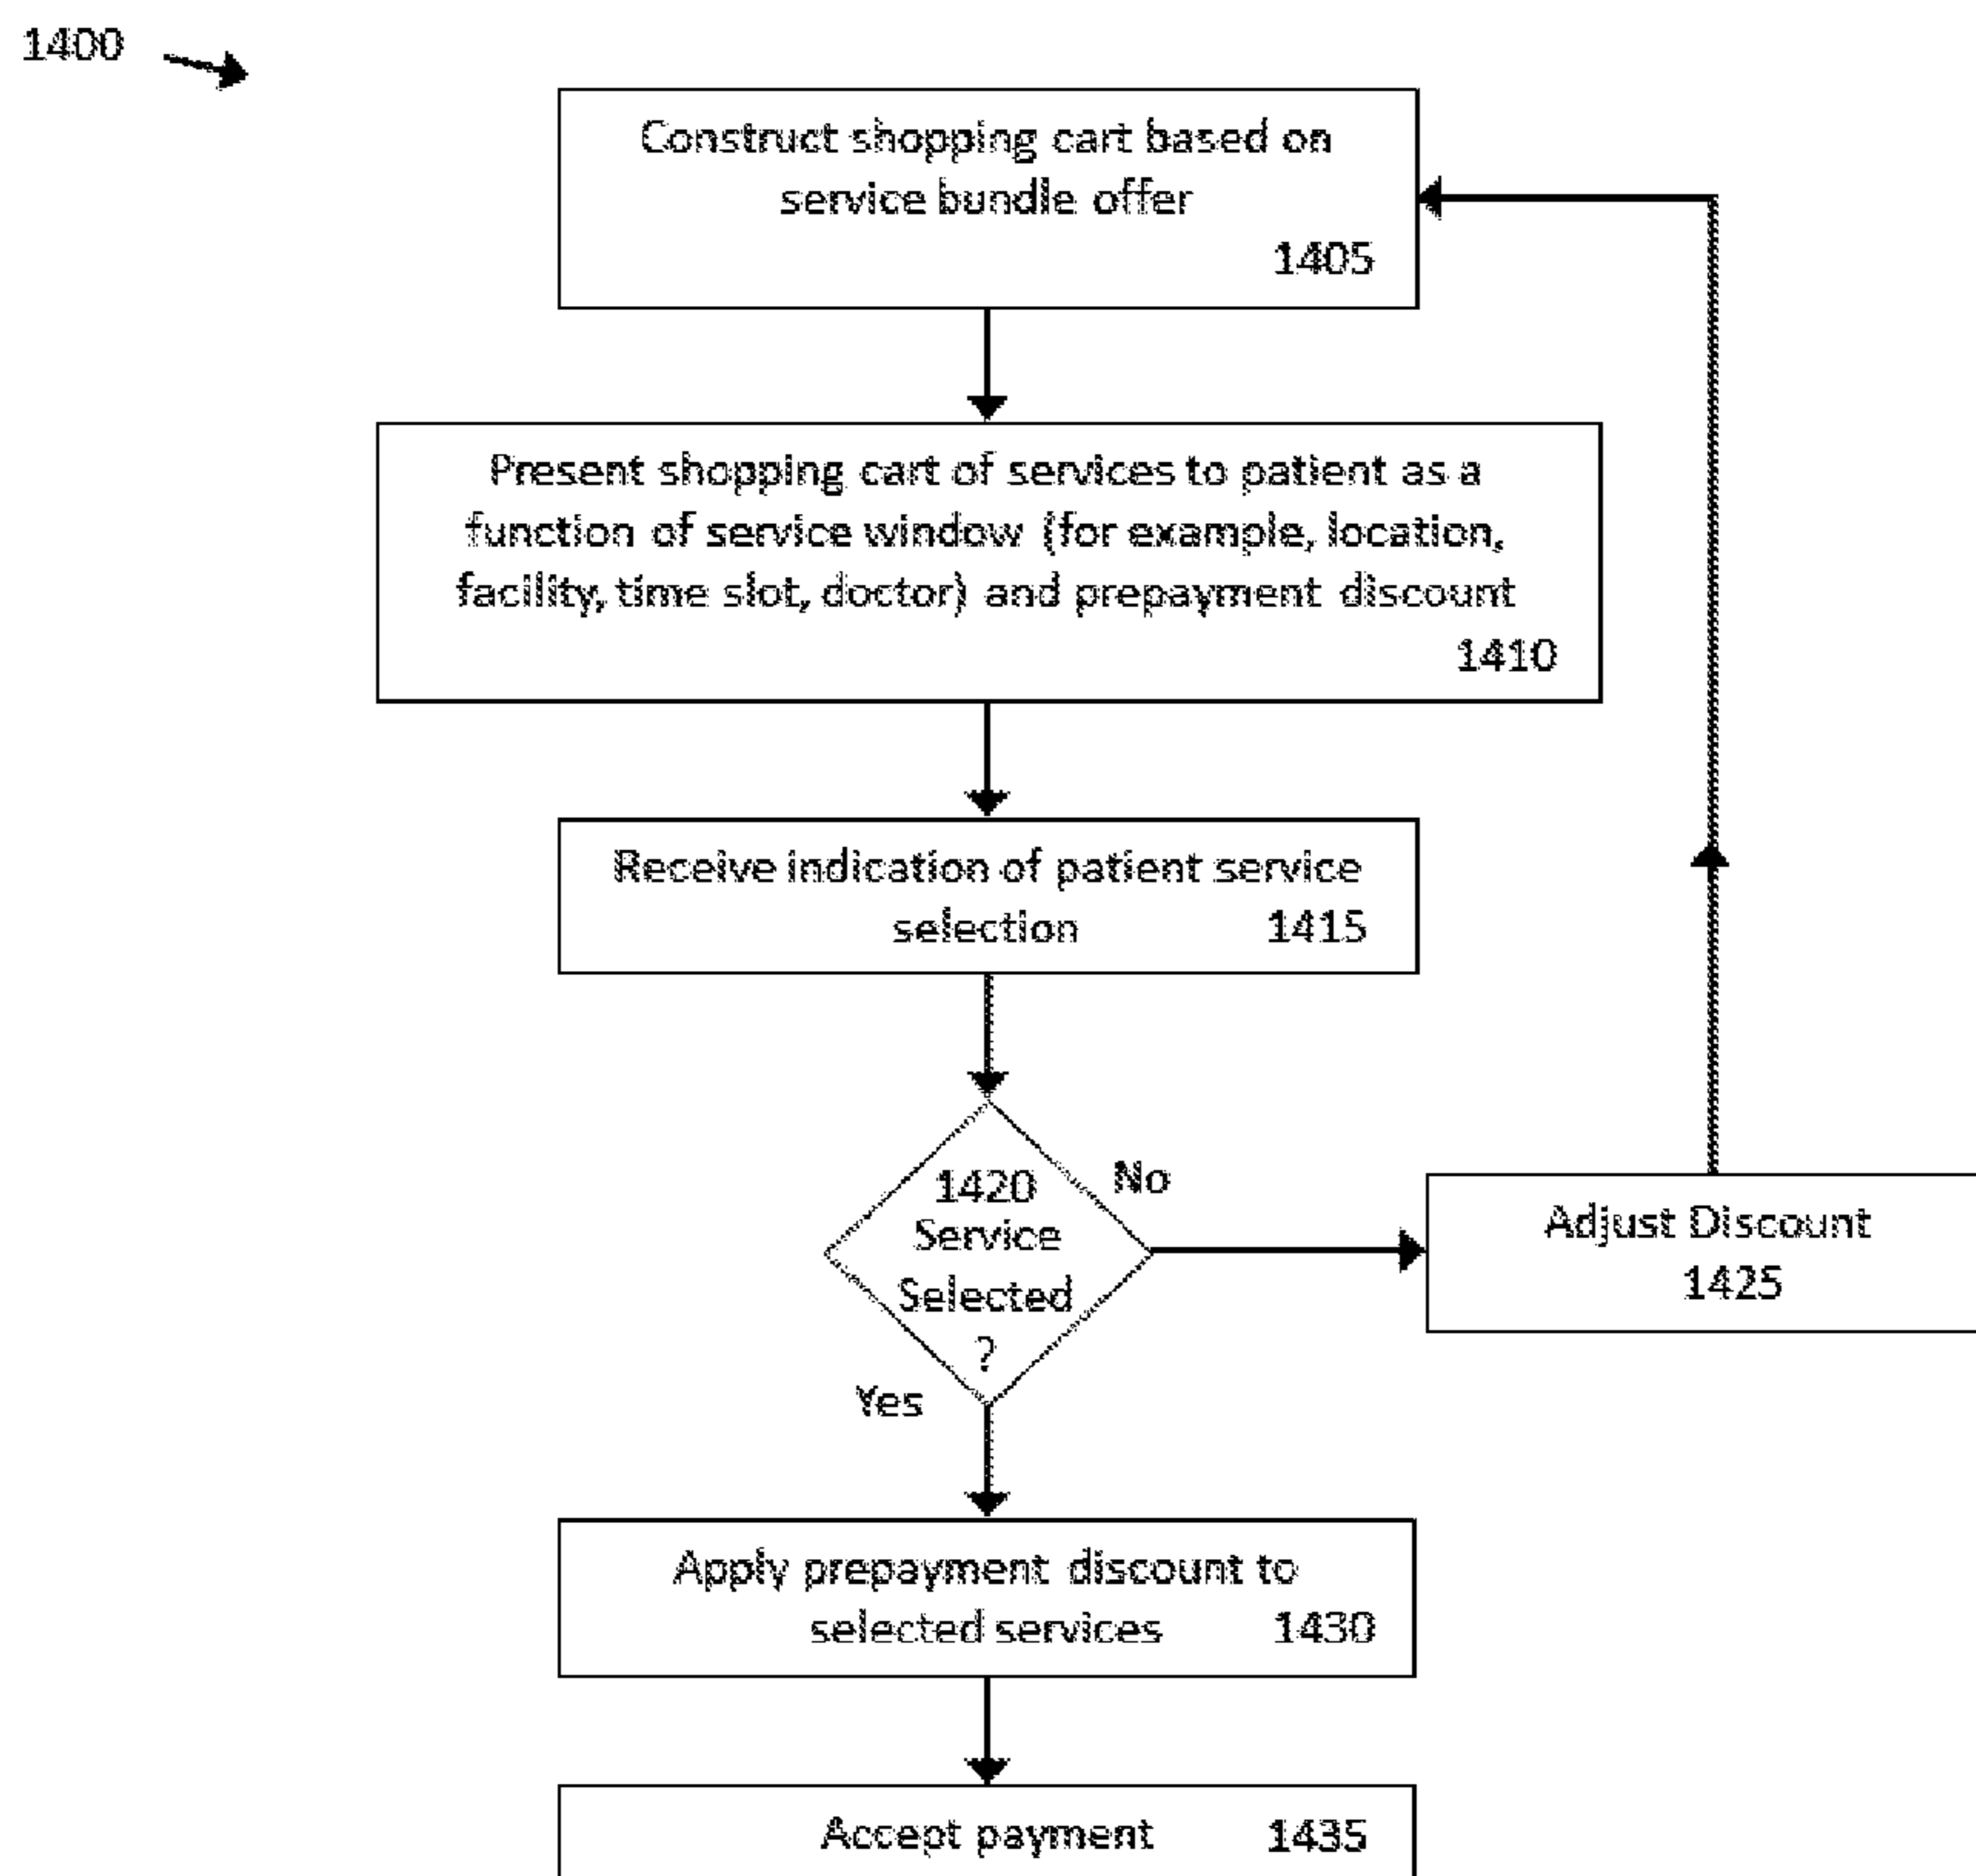 1400
Construct shopping cart based on
service bundle offer
1405
Present shopping cart of services to patient as a
function of service window (for example, location,
facility, time slot, doctor) and prepayment discount
1410
Receive indication of patient service
selection 1415
1420
Service
Selected
?
No
Adjust Discount
1425
Yes
Apply prepayment discount to
selected services 1430
Accept payment 1435